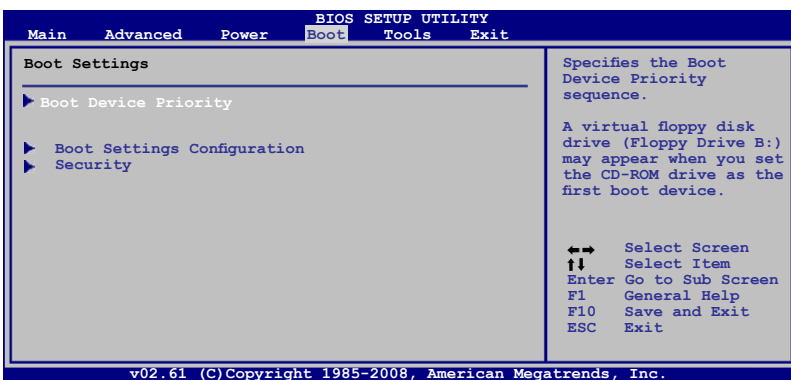 BIOS SETUP UTILITY
Main Advanced Power Boot Tools Exit
Boot Settings
Boot Device Priority
Boot Settings Configuration
Security
Specifies the Boot
Device Priority
sequence.
A virtual floppy disk
drive (Floppy Drive B:)
may appear when you set
the CD-ROM drive as the
first boot device.
←→ Select Screen
↑↓ Select Item
Enter Go to Sub Screen
F1 General Help
F10 Save and Exit
ESC Exit
v02.61 (C)Copyright 1985-2008, American Megatrends, Inc.